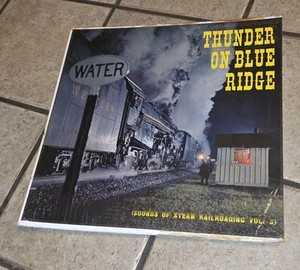 THUNDER
ON BLUE
RIDGE
WATER
(SOUNDS OF STEAM RAILROADING VOL. 3)